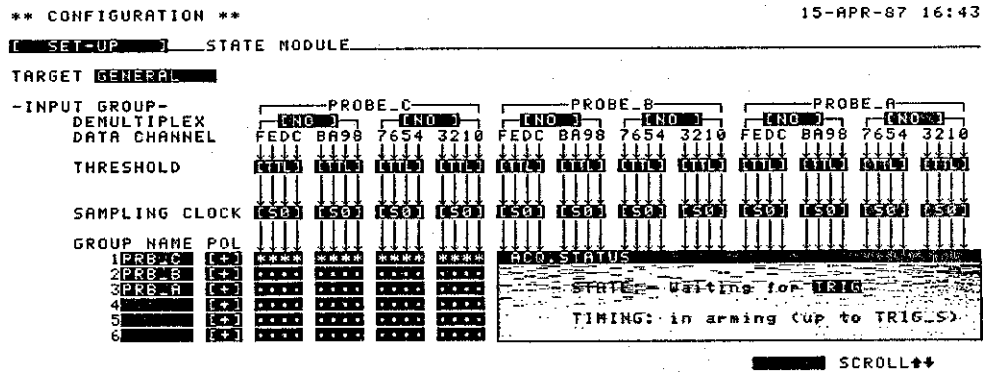 ** CONFIGURATION ** 15-APR-87 16:43
[ SET-UP ] STATE MODULE
TARGET GENERAL
-INPUT GROUP- PROBE_C PROBE_B PROBE_A
DEMULTIPLEX [NO ] [NO ] [NO ] [NO ] [NO ] [NO ]
DATA CHANNEL FEDC BA98 7654 3210 FEDC BA98 7654 3210 FEDC BA98 7654 3210
THRESHOLD [TTL] [TTL] [TTL] [TTL] [TTL] [TTL] [TTL] [TTL] [TTL] [TTL] [TTL] [TTL]
SAMPLING CLOCK [S0] [S0] [S0] [S0] [S0] [S0] [S0] [S0] [S0] [S0] [S0] [S0]
GROUP NAME POL
1 PRB_C [+] **** **** **** **** ACQ.STATUS
2 PRB_B [+] .... .... .... ....
3 PRB_A [+] .... .... .... .... STATE: - Waiting for TRIG
4 [+] .... .... .... ....
5 [+] .... .... .... .... TIMING: in arming (up to TRIG_S)
6 [+] .... .... .... ....
SCROLL↑↓